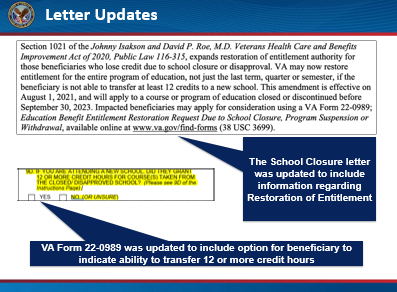 Letter Updates
Section 1021 of the Johnny Isakson and David P. Roe, M.D. Veterans Health Care and Benefits
Improvement Act of 2020, Public Law 116-315, expands restoration of entitlement authority for
those beneficiaries who lose credit due to school closure or disapproval. VA may now restore
entitlement for the entire program of education, not just the last term, quarter or semester, if the
beneficiary is not able to transfer at least 12 credits to a new school. This amendment is effective on
August 1, 2021, and will apply to a course or program of education closed or discontinued before
September 30, 2023. Impacted beneficiaries may apply for consideration using a VA Form 22-0989;
Education Benefit Entitlement Restoration Request Due to School Closure, Program Suspension or
Withdrawal, available online at www.va.gov/find-forms (38 USC 3699).
The School Closure letter
was updated to include
information regarding
Restoration of Entitlement
9D. IF YOU ARE ATTENDING A NEW SCHOOL, DID THEY GRANT
12 OR MORE CREDIT HOURS FOR COURSE(S) TAKEN FROM
THE CLOSED/ DISAPPROVED SCHOOL? (Please see 9D of the
Instructions Page)
YES NO (OR UNSURE)
VA Form 22-0989 was updated to include option for beneficiary to
indicate ability to transfer 12 or more credit hours